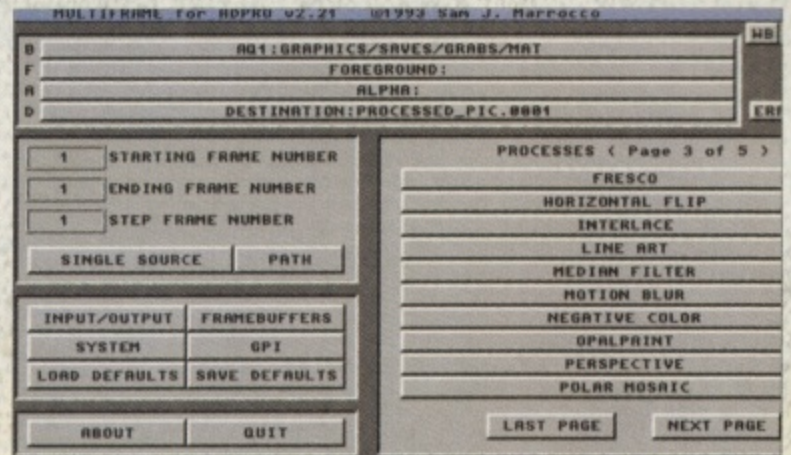 MULTIFRAME for ADPRO v2.21 ©1993 Sam J. Marrocco
WB
B AQ1:GRAPHICS/SAVES/GRABS/MAT
F FOREGROUND:
A ALPHA:
D DESTINATION:PROCESSED_PIC.0001
1 STARTING FRAME NUMBER
1 ENDING FRAME NUMBER
1 STEP FRAME NUMBER
SINGLE SOURCE PATH
INPUT/OUTPUT FRAMEBUFFERS
SYSTEM GPI
LOAD DEFAULTS SAVE DEFAULTS
ABOUT QUIT
PROCESSES ( Page 3 of 5 )
FRESCO
HORIZONTAL FLIP
INTERLACE
LINE ART
MEDIAN FILTER
MOTION BLUR
NEGATIVE COLOR
OPALPAINT
PERSPECTIVE
POLAR MOSAIC
LAST PAGE NEXT PAGE